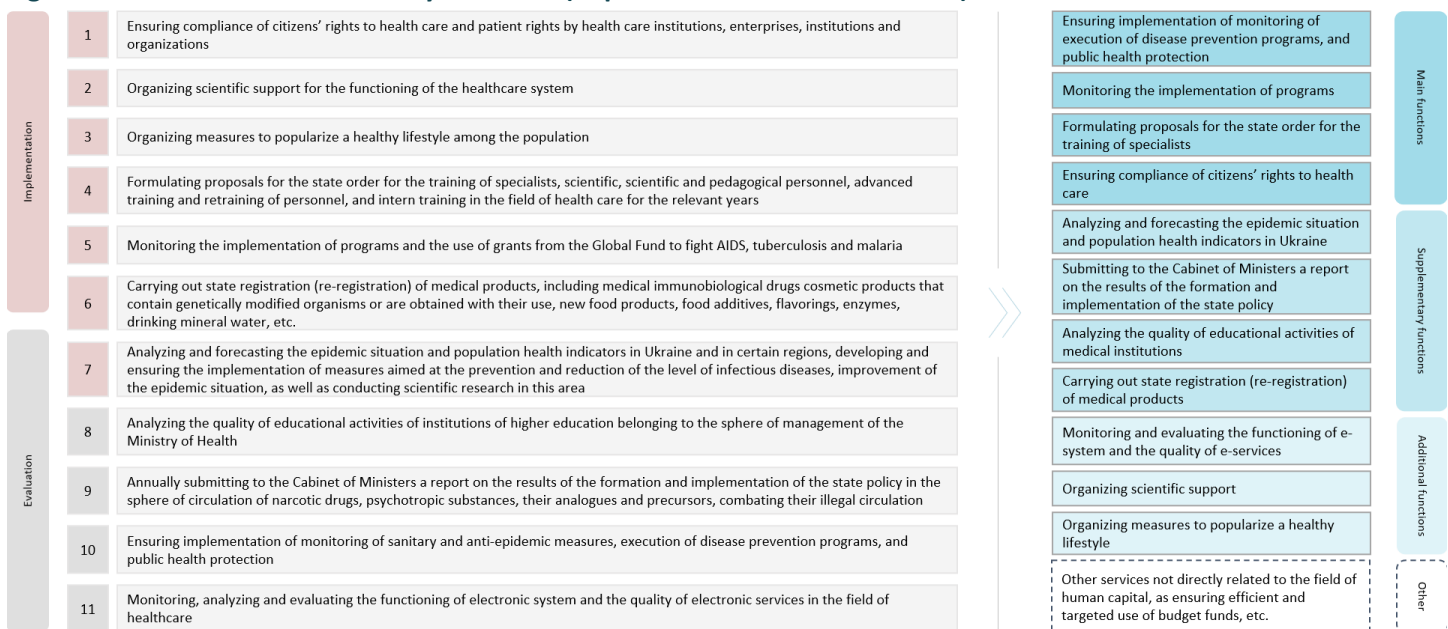 Implementation
Evaluation
1
Ensuring compliance of citizens’ rights to health care and patient rights by health care institutions, enterprises, institutions and
organizations
2
Organizing scientific support for the functioning of the healthcare system
3
Organizing measures to popularize a healthy lifestyle among the population
4
Formulating proposals for the state order for the training of specialists, scientific, scientific and pedagogical personnel, advanced
training and retraining of personnel, and intern training in the field of health care for the relevant years
5
Monitoring the implementation of programs and the use of grants from the Global Fund to fight AIDS, tuberculosis and malaria
6
Carrying out state registration (re-registration) of medical products, including medical immunobiological drugs cosmetic products that
contain genetically modified organisms or are obtained with their use, new food products, food additives, flavorings, enzymes,
drinking mineral water, etc.
7
Analyzing and forecasting the epidemic situation and population health indicators in Ukraine and in certain regions, developing and
ensuring the implementation of measures aimed at the prevention and reduction of the level of infectious diseases, improvement of
the epidemic situation, as well as conducting scientific research in this area
8
Analyzing the quality of educational activities of institutions of higher education belonging to the sphere of management of the
Ministry of Health
9
Annually submitting to the Cabinet of Ministers a report on the results of the formation and implementation of the state policy in the
sphere of circulation of narcotic drugs, psychotropic substances, their analogues and precursors, combating their illegal circulation
10
Ensuring implementation of monitoring of sanitary and anti-epidemic measures, execution of disease prevention programs, and
public health protection
11
Monitoring, analyzing and evaluating the functioning of electronic system and the quality of electronic services in the field of
healthcare
Ensuring implementation of monitoring of
execution of disease prevention programs, and
public health protection
Monitoring the implementation of programs
Formulating proposals for the state order for the
training of specialists
Ensuring compliance of citizens’ rights to health
care
Analyzing and forecasting the epidemic situation
and population health indicators in Ukraine
Submitting to the Cabinet of Ministers a report
on the results of the formation and
implementation of the state policy
Analyzing the quality of educational activities of
medical institutions
Carrying out state registration (re-registration)
of medical products
Monitoring and evaluating the functioning of e-
system and the quality of e-services
Organizing scientific support
Organizing measures to popularize a healthy
lifestyle
Other services not directly related to the field of
human capital, as ensuring efficient and
targeted use of budget funds, etc.
Main functions
Supplementary functions
Additional functions
Other